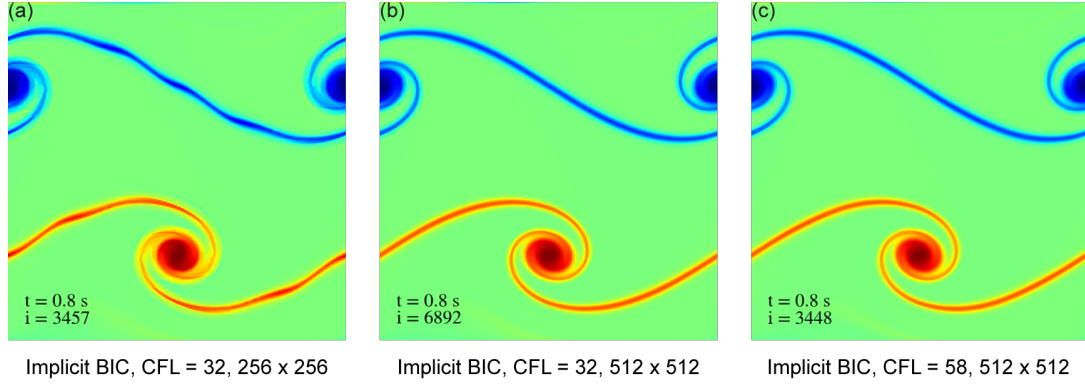 (a)
t = 0.8 s
i = 3457
Implicit BIC, CFL = 32, 256 x 256
(b)
t = 0.8 s
i = 6892
Implicit BIC, CFL = 32, 512 x 512
(c)
t = 0.8 s
i = 3448
Implicit BIC, CFL = 58, 512 x 512